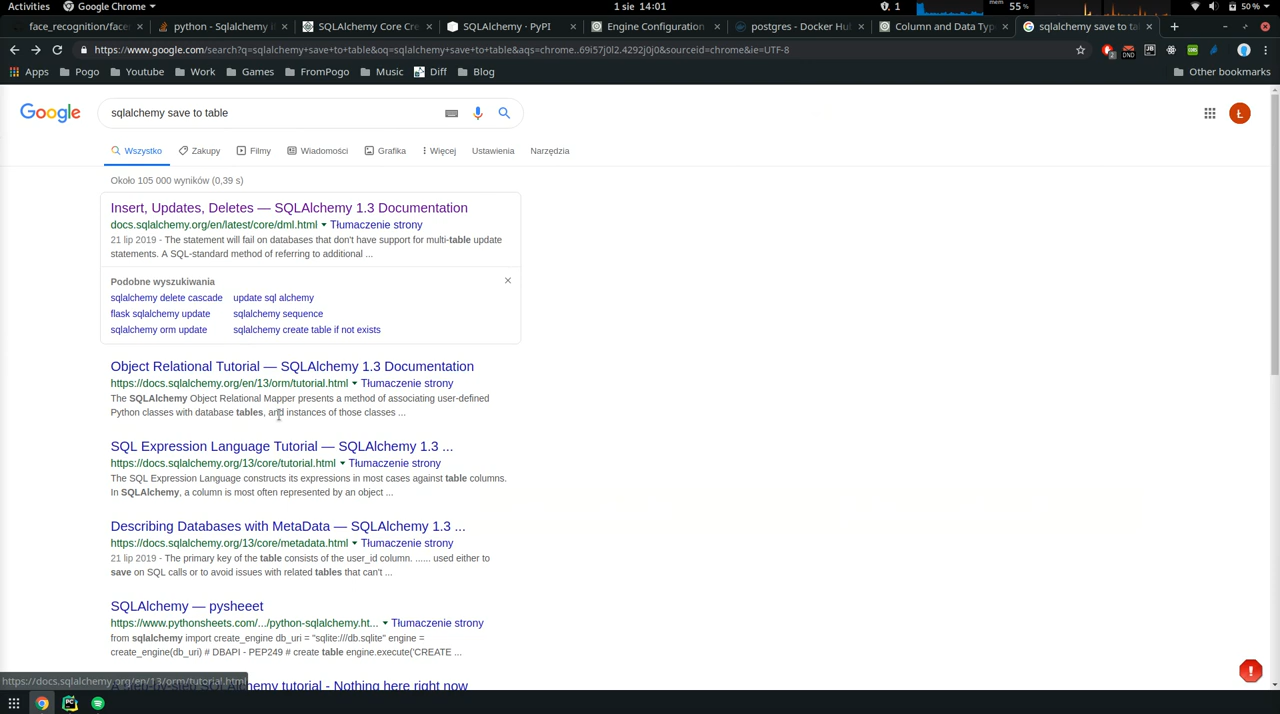 Activities Google Chrome 1 sie 14:01 1 mem 55 % 50 %
face_recognition/face python - Sqlalchemy i SQLAlchemy Core Cre SQLAlchemy · PyPI Engine Configuration postgres - Docker Hu Column and Data Typ sqlalchemy save to ta
https://www.google.com/search?q=sqlalchemy+save+to+table&oq=sqlalchemy+save+to+table&aqs=chrome..69i57j0l2.4292j0j0&sourceid=chrome&ie=UTF-8
Apps Pogo Youtube Work Games FromPogo Music Diff Blog Other bookmarks
Google sqlalchemy save to table Ł
Wszystko Zakupy Filmy Wiadomości Grafika Więcej Ustawienia Narzędzia
Około 105 000 wyników (0,39 s)
Insert, Updates, Deletes — SQLAlchemy 1.3 Documentation
docs.sqlalchemy.org/en/latest/core/dml.html Tłumaczenie strony
21 lip 2019 - The statement will fail on databases that don't have support for multi-table update
statements. A SQL-standard method of referring to additional ...
Podobne wyszukiwania
sqlalchemy delete cascade update sql alchemy
flask sqlalchemy update sqlalchemy sequence
sqlalchemy orm update sqlalchemy create table if not exists
Object Relational Tutorial — SQLAlchemy 1.3 Documentation
https://docs.sqlalchemy.org/en/13/orm/tutorial.html Tłumaczenie strony
The SQLAlchemy Object Relational Mapper presents a method of associating user-defined
Python classes with database tables, and instances of those classes ...
SQL Expression Language Tutorial — SQLAlchemy 1.3 ...
https://docs.sqlalchemy.org/13/core/tutorial.html Tłumaczenie strony
The SQL Expression Language constructs its expressions in most cases against table columns.
In SQLAlchemy, a column is most often represented by an object ...
Describing Databases with MetaData — SQLAlchemy 1.3 ...
https://docs.sqlalchemy.org/13/core/metadata.html Tłumaczenie strony
21 lip 2019 - The primary key of the table consists of the user_id column. ...... used either to
save on SQL calls or to avoid issues with related tables that can't ...
SQLAlchemy — pysheeet
https://www.pythonsheets.com/.../python-sqlalchemy.ht... Tłumaczenie strony
from sqlalchemy import create_engine db_uri = "sqlite:///db.sqlite" engine =
create_engine(db_uri) # DBAPI - PEP249 # create table engine.execute('CREATE ...
https://docs.sqlalchemy.org/en/13/orm/tutorial.html
hemy tutorial - Nothing here right now